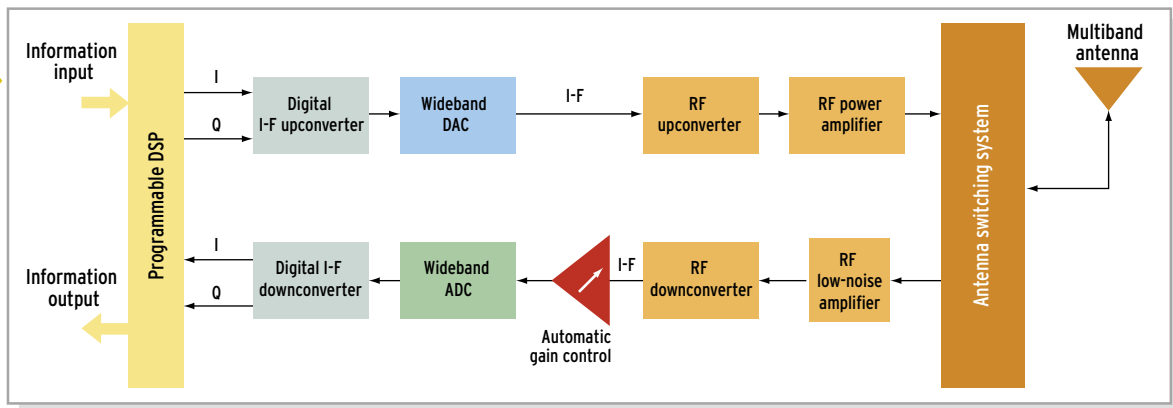 Information
input
Programmable DSP
I
Q
Digital
I-F upconverter
Wideband
DAC
I-F
RF
upconverter
RF power
amplifier
Antenna switching system
Multiband
antenna
Information
output
I
Q
Digital I-F
downconverter
Wideband
ADC
Automatic
gain control
I-F
RF
downconverter
RF
low-noise
amplifier